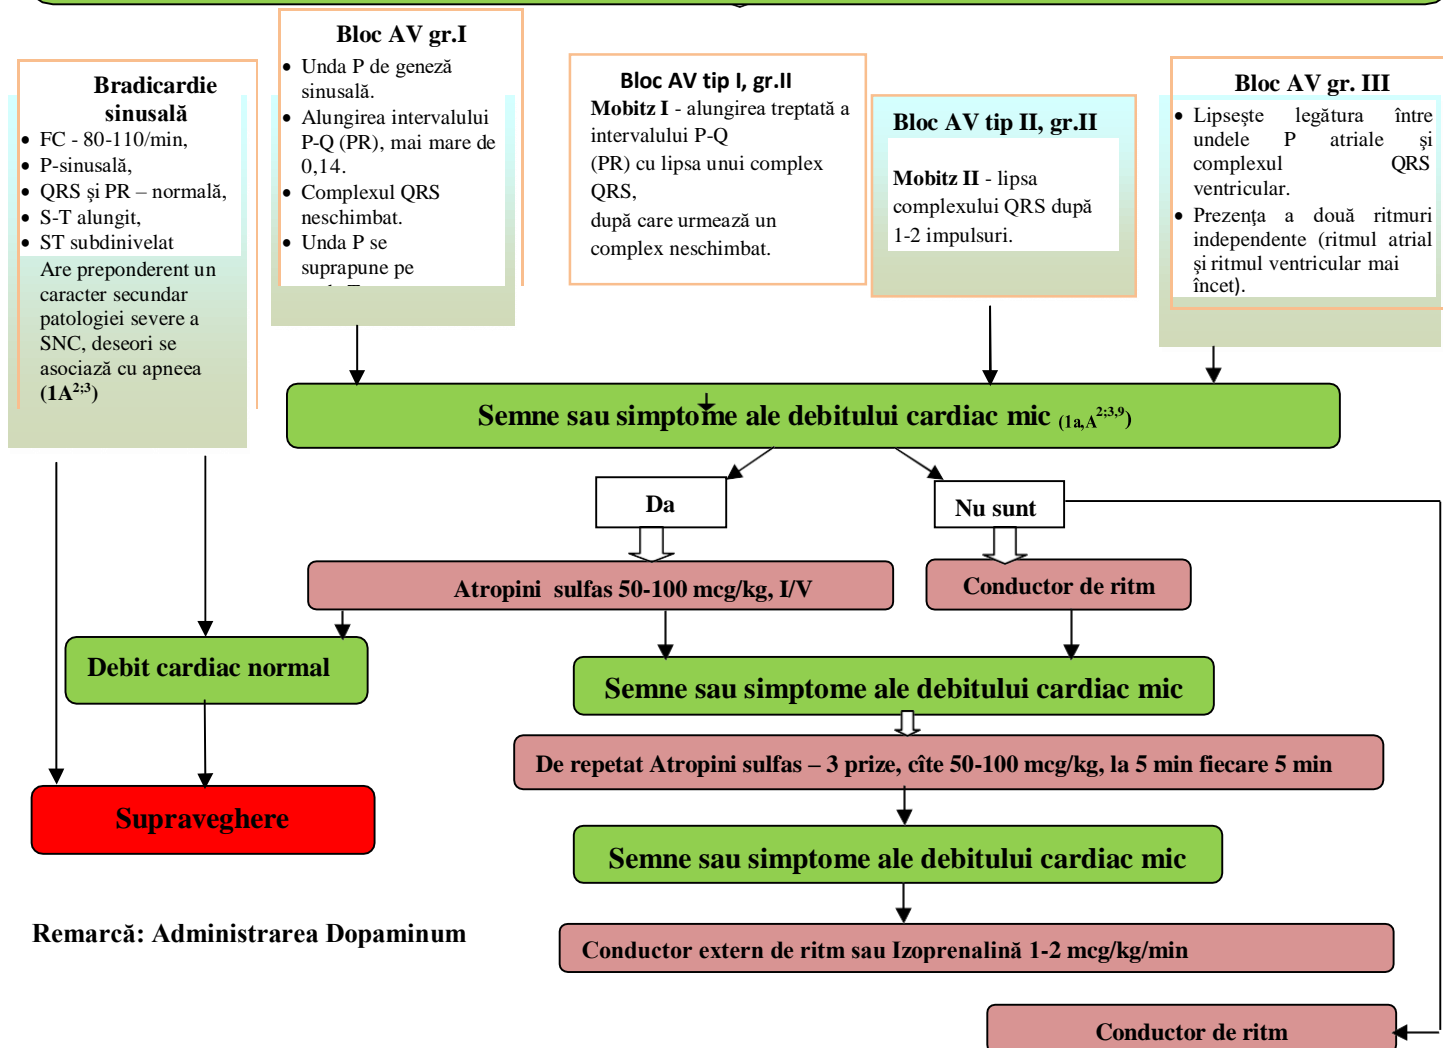 Bradicardie
sinusală
• FC - 80-110/min,
• P-sinusală,
• QRS şi PR – normală,
• S-T alungit,
• ST subdinivelat
Are preponderent un
caracter secundar
patologiei severe a
SNC, deseori se
asociază cu apneea
(1A2;3)
Bloc AV gr.I
• Unda P de geneză
sinusală.
• Alungirea intervalului
P-Q (PR), mai mare de
0,14.
• Complexul QRS
neschimbat.
• Unda P se
suprapune pe
Bloc AV tip I, gr.II
Mobitz I - alungirea treptată a
intervalului P-Q
(PR) cu lipsa unui complex
QRS,
după care urmează un
complex neschimbat.
Bloc AV tip II, gr.II
Mobitz II - lipsa
complexului QRS după
1-2 impulsuri.
Bloc AV gr. III
• Lipseşte legătura între
undele P atriale şi
complexul QRS
ventricular.
• Prezenţa a două ritmuri
independente (ritmul atrial
şi ritmul ventricular mai
încet).
Semne sau simptome ale debitului cardiac mic (1a,A2;3,9)
Da
Nu sunt
Atropini sulfas 50-100 mcg/kg, I/V
Conductor de ritm
Debit cardiac normal
Semne sau simptome ale debitului cardiac mic
De repetat Atropini sulfas – 3 prize, cîte 50-100 mcg/kg, la 5 min fiecare 5 min
Supraveghere
Semne sau simptome ale debitului cardiac mic
Remarcă: Administrarea Dopaminum
Conductor extern de ritm sau Izoprenalină 1-2 mcg/kg/min
Conductor de ritm